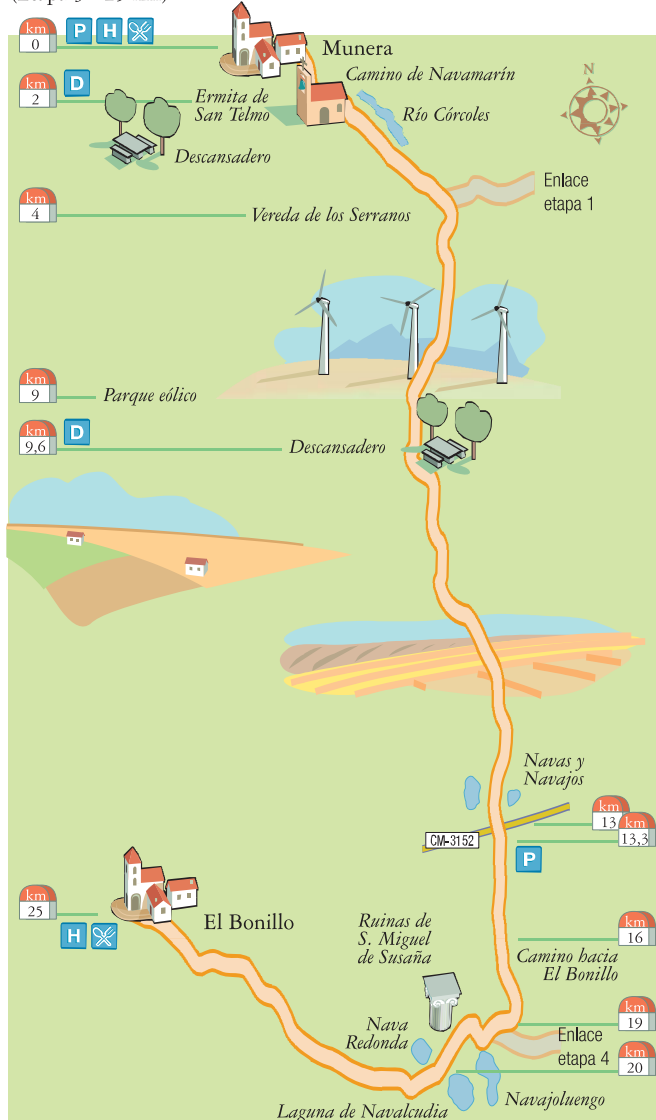 km
0
P H
Munera
km
2
D
Ermita de
San Telmo
Camino de Navamarín
Río Córcoles
N
Descansadero
Enlace
etapa 1
km
4
Vereda de los Serranos
km
9
Parque eólico
km
9,6
D
Descansadero
Navas y
Navajos
km
13
km
13,3
CM-3152
P
km
25
H
El Bonillo
Ruinas de
S. Miguel
de Susaña
km
16
Camino hacia
El Bonillo
km
19
Nava
Redonda
Enlace
etapa 4
km
20
Laguna de Navalcudia
Navajoluengo